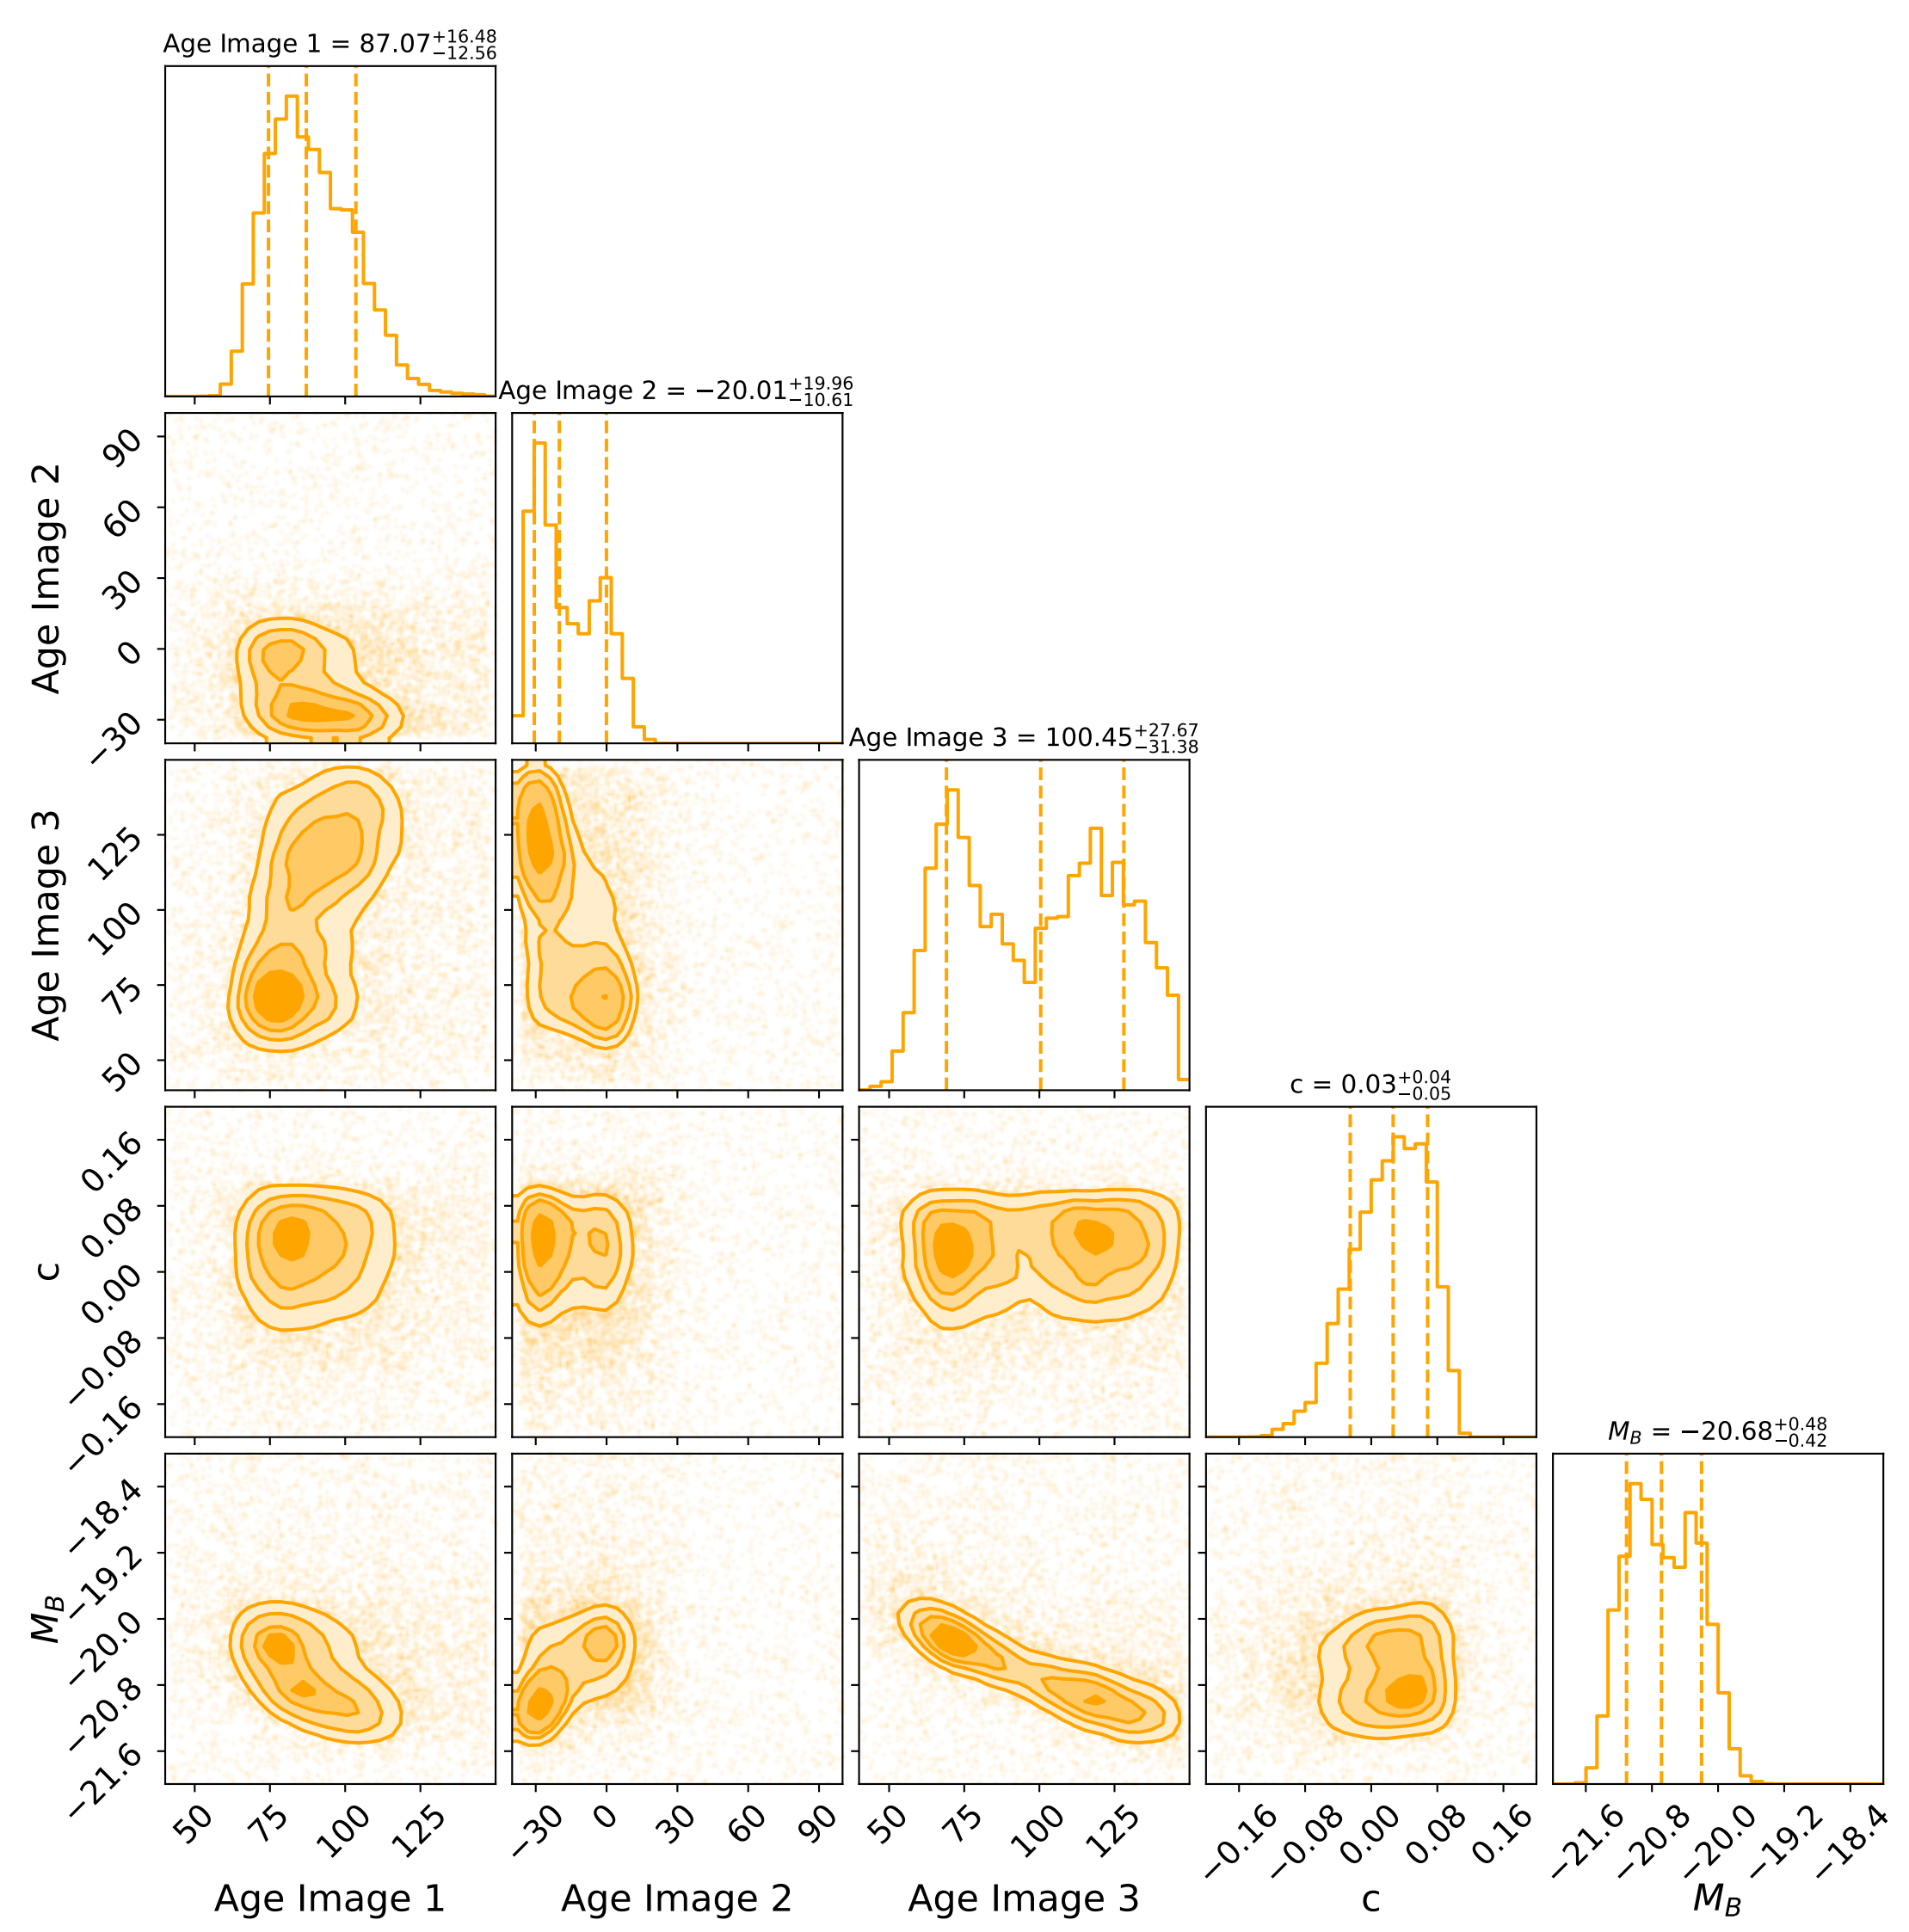 Age Image 1 = 87.07+16.48−12.56
90
60
30
0
−30
Age Image 2
Age Image 2 = −20.01+19.96−10.61
125
100
75
50
Age Image 3
Age Image 3 = 100.45+27.67−31.38
0.16
0.08
0.00
−0.08
−0.16
c
c = 0.03+0.04−0.05
−18.4
−19.2
−20.0
−20.8
−21.6
MB
MB = −20.68+0.48−0.42
50 75 100 125
−30 0 30 60 90
50 75 100 125
−0.16 −0.08 0.00 0.08 0.16
−21.6 −20.8 −20.0 −19.2 −18.4
Age Image 1
Age Image 2
Age Image 3
c
MB